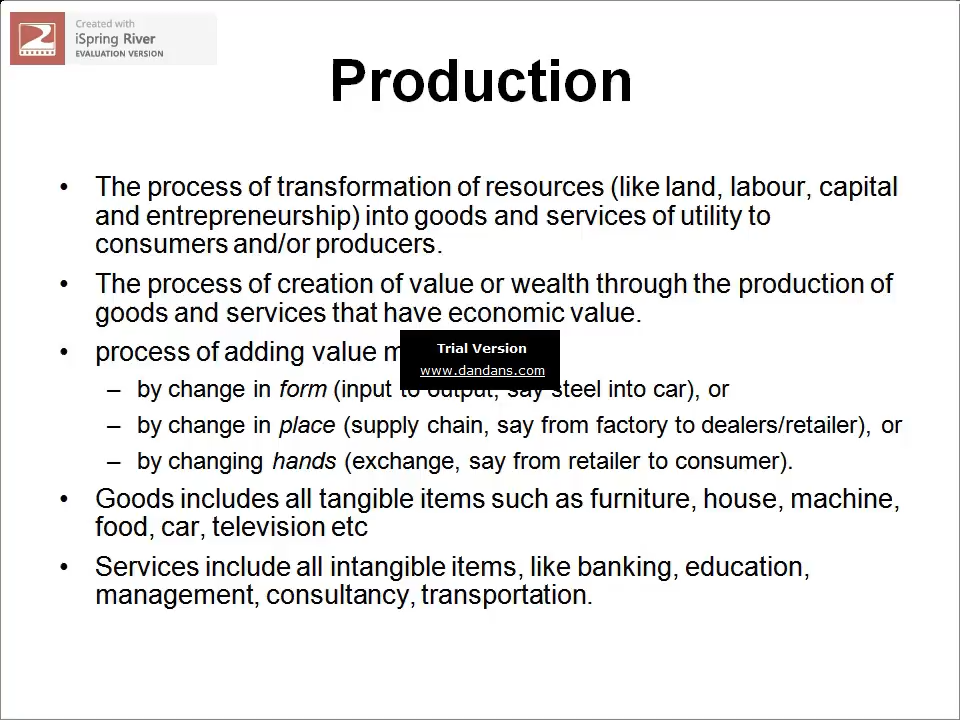 Created with
iSpring River
EVALUATION VERSION
Production
• The process of transformation of resources (like land, labour, capital
and entrepreneurship) into goods and services of utility to
consumers and/or producers.
• The process of creation of value or wealth through the production of
goods and services that have economic value.
• process of adding value
Trial Version
www.dandans.com
– by change in form (input to output, say steel into car), or
– by change in place (supply chain, say from factory to dealers/retailer), or
– by changing hands (exchange, say from retailer to consumer).
• Goods includes all tangible items such as furniture, house, machine,
food, car, television etc
• Services include all intangible items, like banking, education,
management, consultancy, transportation.